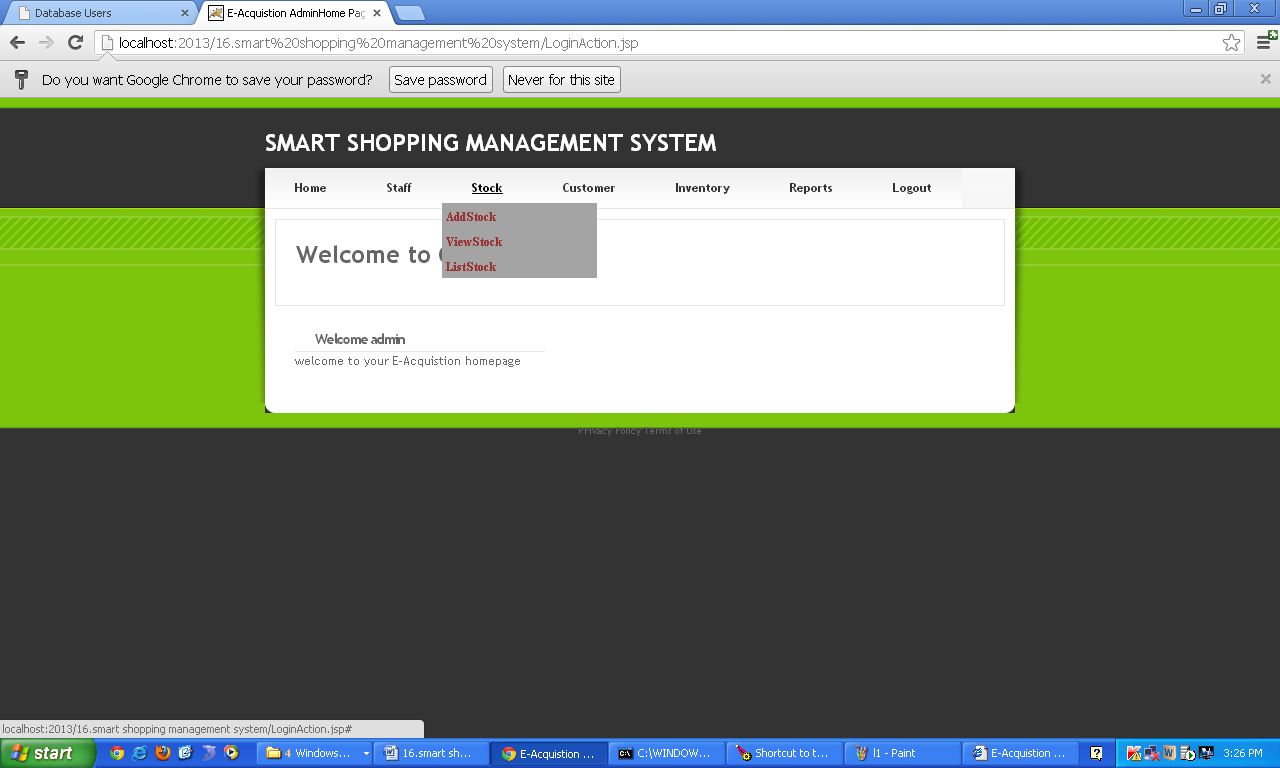 Database Users
E-Acquistion AdminHome Pag
localhost:2013/16.smart%20shopping%20management%20system/LoginAction.jsp
Do you want Google Chrome to save your password? Save password Never for this site
SMART SHOPPING MANAGEMENT SYSTEM
Home Staff Stock Customer Inventory Reports Logout
AddStock
ViewStock
ListStock
Welcome to
Welcome admin
welcome to your E-Acquistion homepage
Privacy Policy Terms of Use
localhost:2013/16.smart shopping management system/LoginAction.jsp#
start 4 Windows... 16.smart sh... E-Acquistion ... C:\WINDOW... Shortcut to t... l1 - Paint E-Acquistion ... 3:26 PM